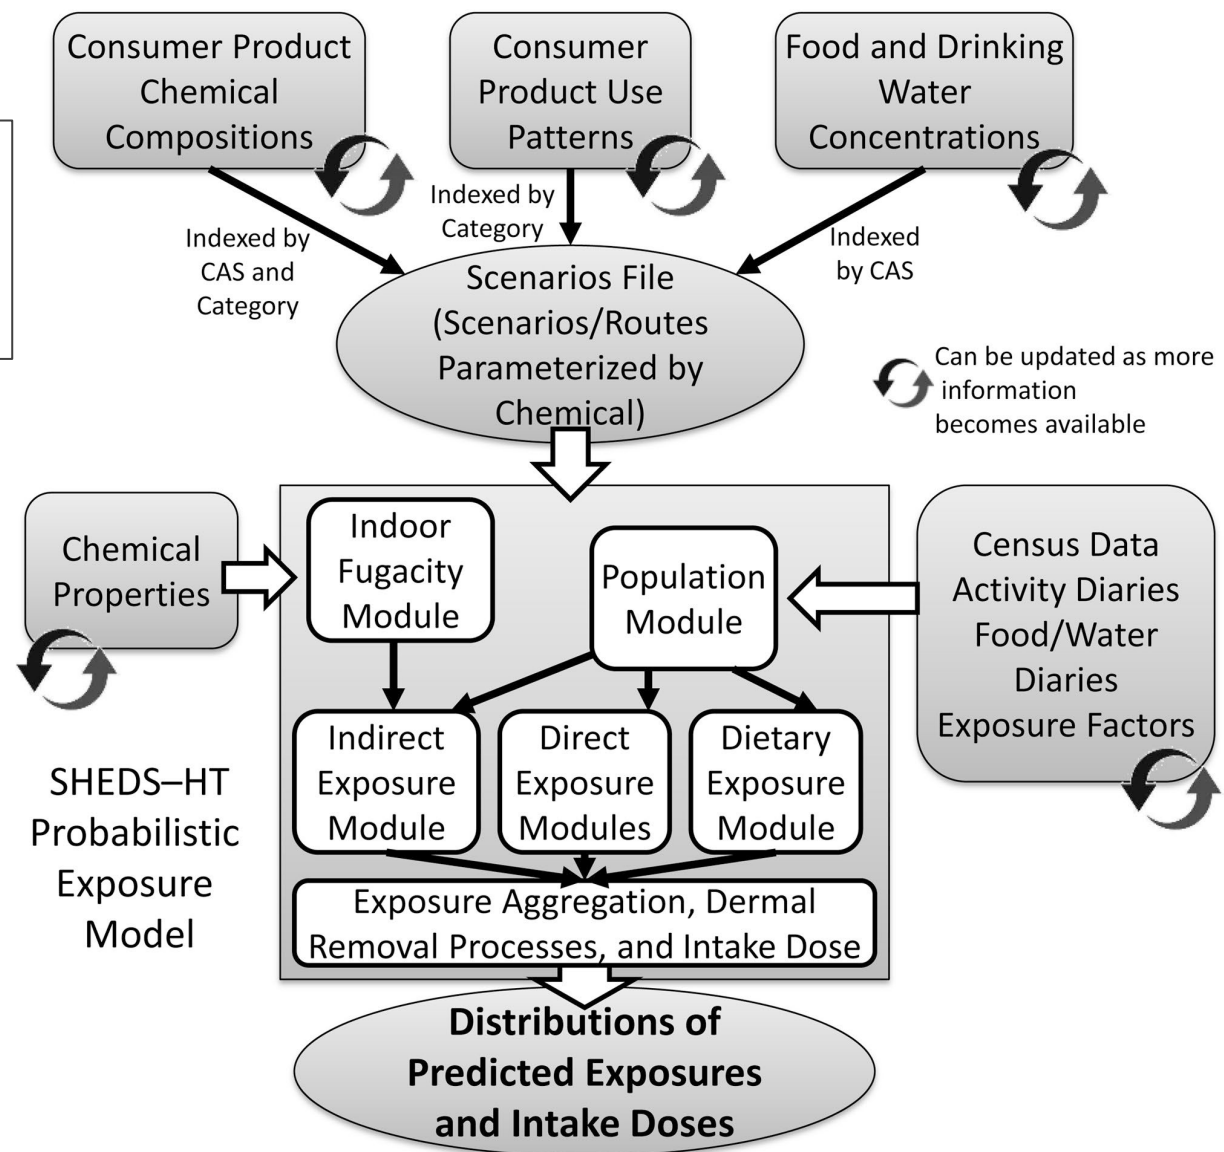 Consumer Product
Chemical
Compositions
Consumer
Product Use
Patterns
Food and Drinking
Water
Concentrations
Indexed by
CAS and
Category
Indexed by
Category
Indexed
by CAS
Scenarios File
(Scenarios/Routes
Parameterized by
Chemical)
Can be updated as more
information
becomes available
Chemical
Properties
Indoor
Fugacity
Module
Population
Module
Census Data
Activity Diaries
Food/Water
Diaries
Exposure Factors
Indirect
Exposure
Module
Direct
Exposure
Modules
Dietary
Exposure
Module
SHEDS–HT
Probabilistic
Exposure
Model
Exposure Aggregation, Dermal
Removal Processes, and Intake Dose
Distributions of
Predicted Exposures
and Intake Doses